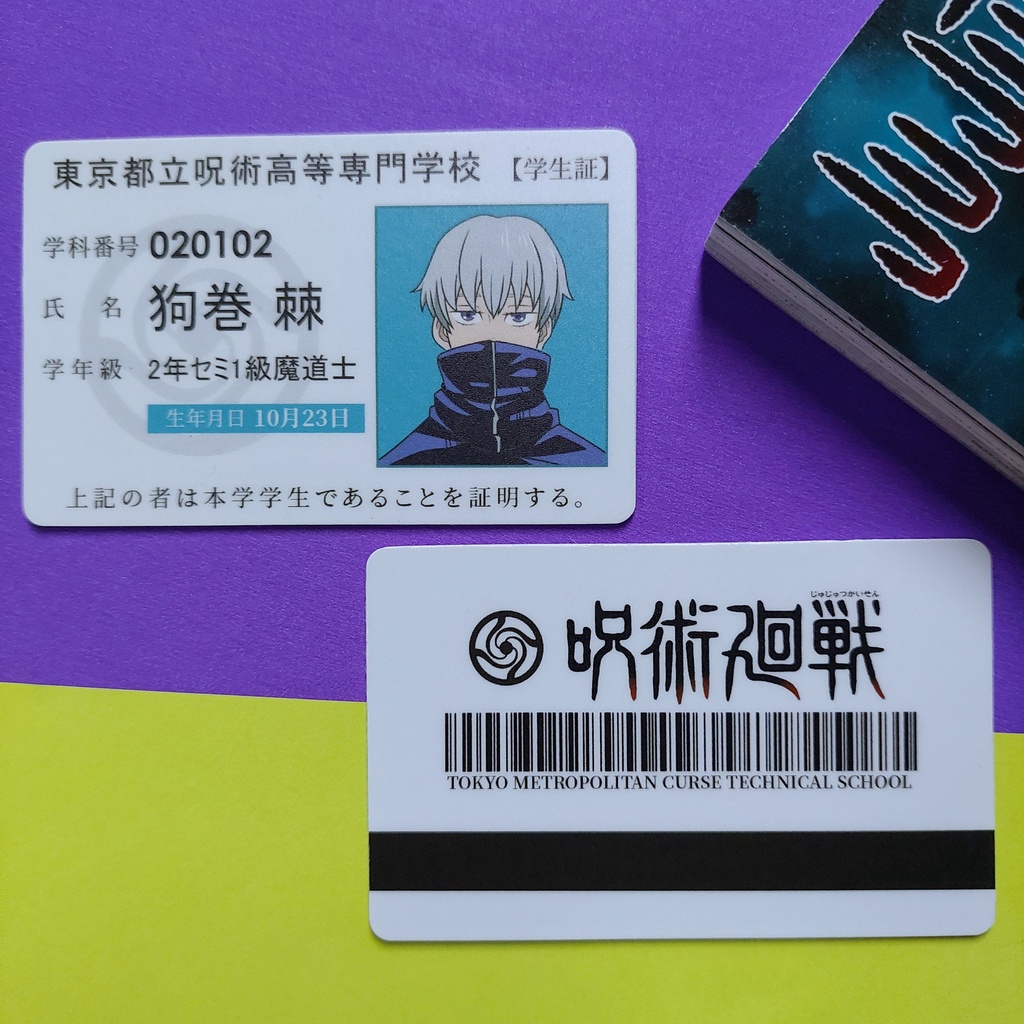 東京都立呪術高等専門学校 【学生証】
学科番号 020102
氏 名 狗巻 棘
学年級 2年セミ1級魔道士
生年月日 10月23日
上記の者は本学学生であることを証明する。
じゅじゅつかいせん
呪術廻戦
TOKYO METROPOLITAN CURSE TECHNICAL SCHOOL